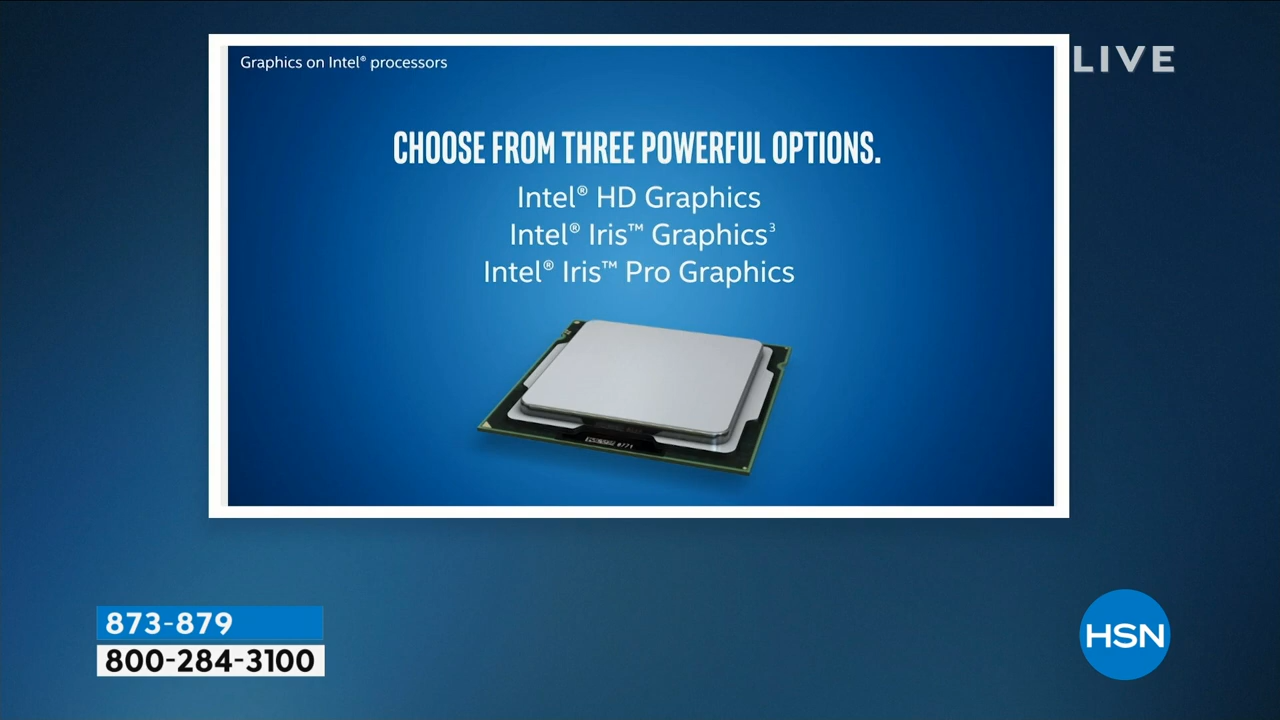 Graphics on Intel® processors
LIVE
CHOOSE FROM THREE POWERFUL OPTIONS.
Intel® HD Graphics
Intel® Iris™ Graphics³
Intel® Iris™ Pro Graphics
873-879
800-284-3100
HSN